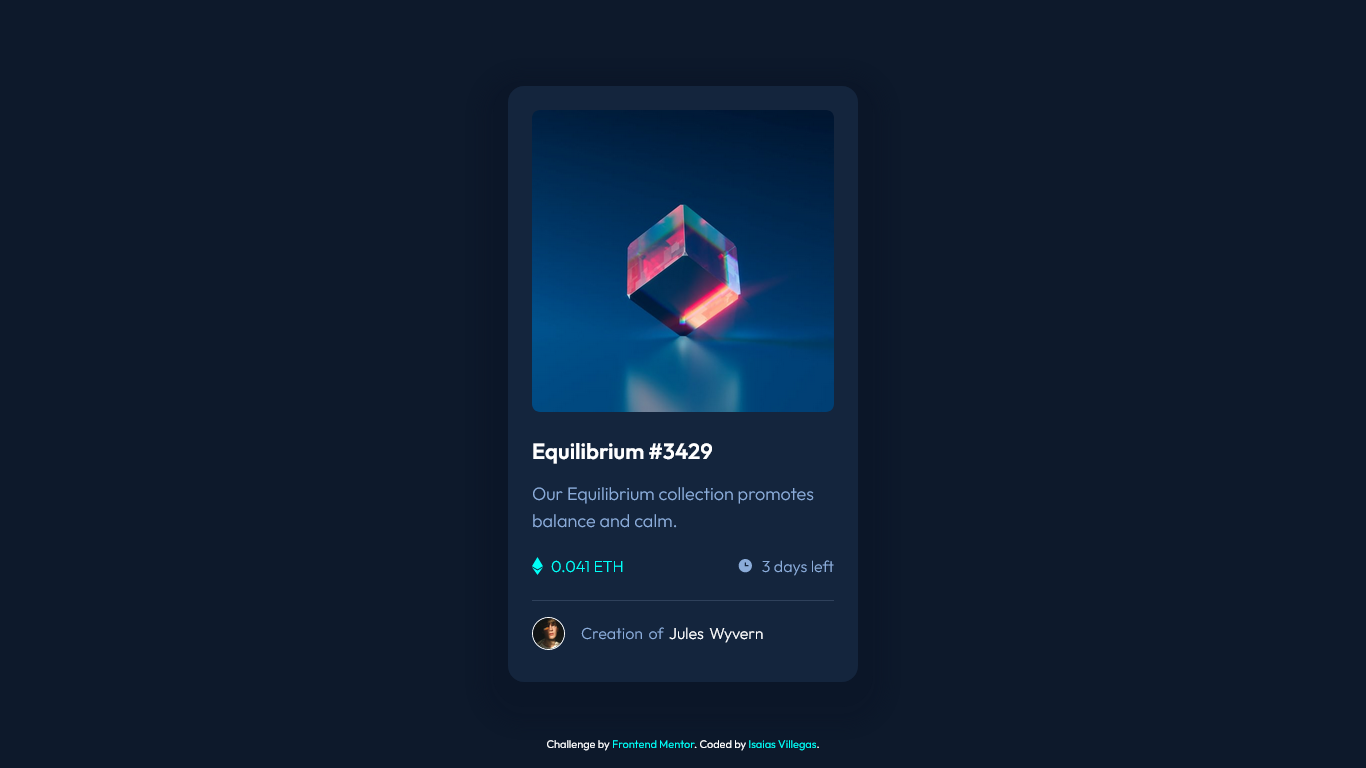 Equilibrium #3429
Our Equilibrium collection promotes
balance and calm.
0.041 ETH
3 days left
Creation of Jules Wyvern
Challenge by Frontend Mentor. Coded by Isaias Villegas.